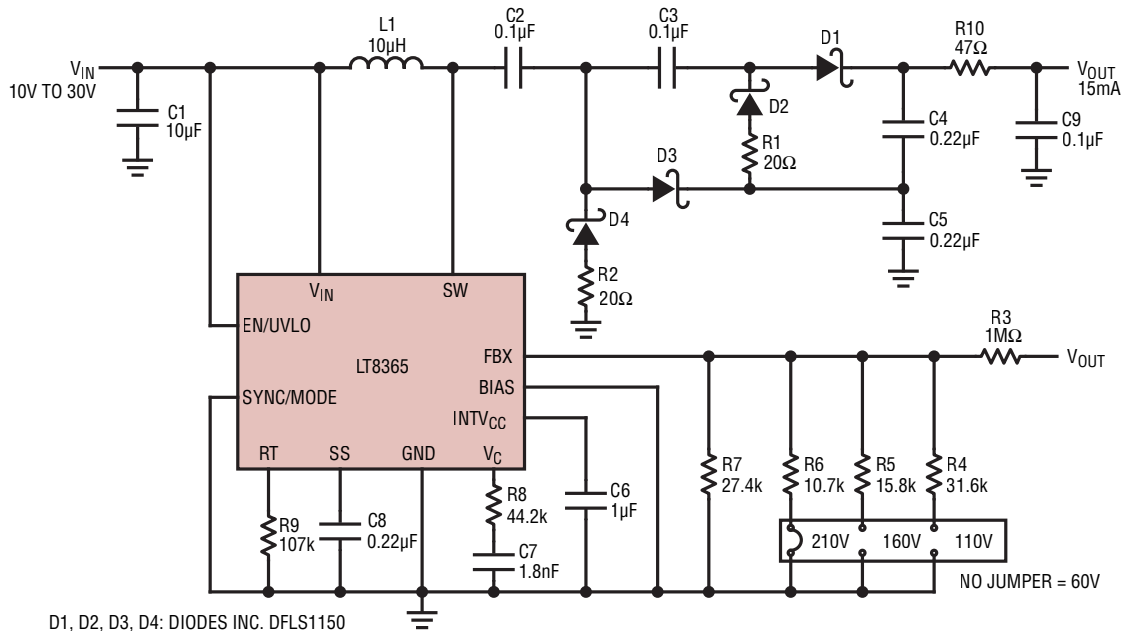 V_IN
10V TO 30V
C1
10µF
L1
10µH
C2
0.1µF
C3
0.1µF
D1
D2
R1
20Ω
D3
D4
R2
20Ω
R10
47Ω
V_OUT
15mA
C4
0.22µF
C9
0.1µF
C5
0.22µF
V_IN
SW
EN/UVLO
LT8365
SYNC/MODE
FBX
BIAS
INTV_CC
RT
SS
GND
V_C
R3
1MΩ
V_OUT
R9
107k
C8
0.22µF
R8
44.2k
C7
1.8nF
C6
1µF
R7
27.4k
R6
10.7k
R5
15.8k
R4
31.6k
210V
160V
110V
NO JUMPER = 60V
D1, D2, D3, D4: DIODES INC. DFLS1150